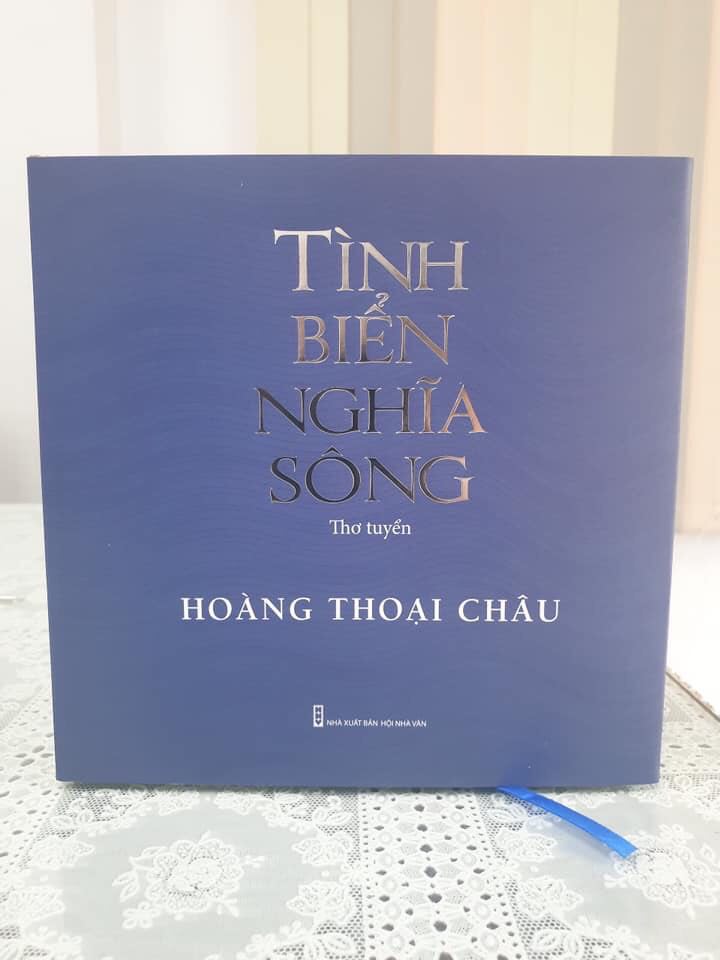 TÌNH
BIỂN
NGHĨA
SÔNG
Thơ tuyển
HOÀNG THOẠI CHÂU
NHÀ XUẤT BẢN HỘI NHÀ VĂN